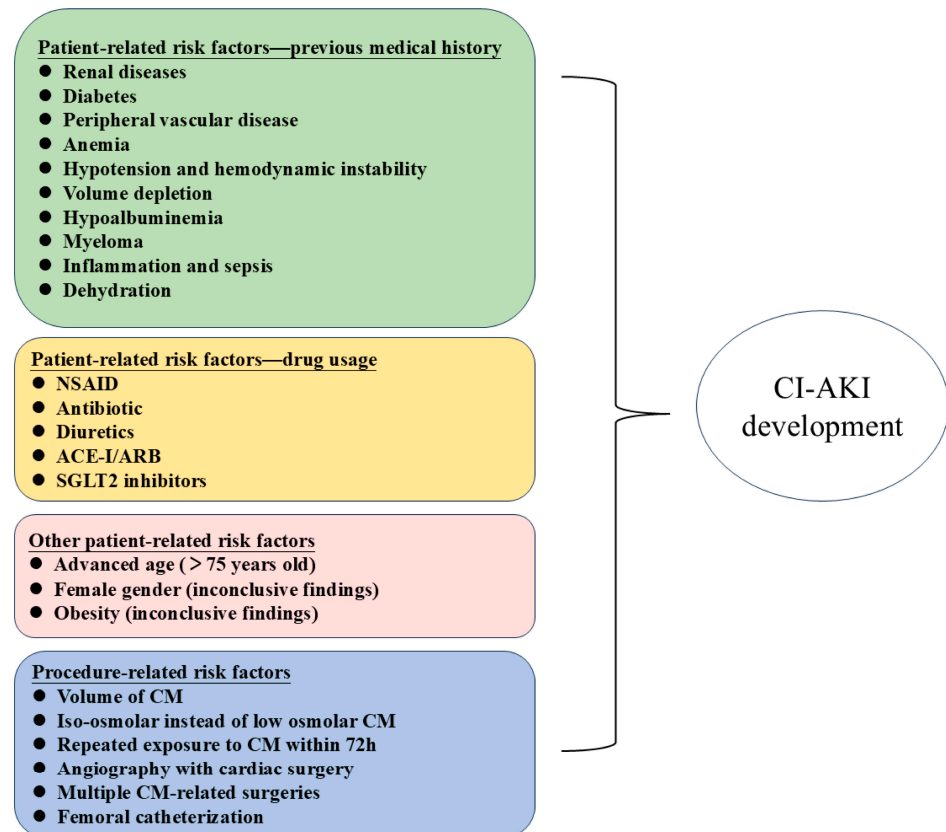 Patient-related risk factors—previous medical history
● Renal diseases
● Diabetes
● Peripheral vascular disease
● Anemia
● Hypotension and hemodynamic instability
● Volume depletion
● Hypoalbuminemia
● Myeloma
● Inflammation and sepsis
● Dehydration
Patient-related risk factors—drug usage
● NSAID
● Antibiotic
● Diuretics
● ACE-I/ARB
● SGLT2 inhibitors
Other patient-related risk factors
● Advanced age (> 75 years old)
● Female gender (inconclusive findings)
● Obesity (inconclusive findings)
Procedure-related risk factors
● Volume of CM
● Iso-osmolar instead of low osmolar CM
● Repeated exposure to CM within 72h
● Angiography with cardiac surgery
● Multiple CM-related surgeries
● Femoral catheterization
CI-AKI
development